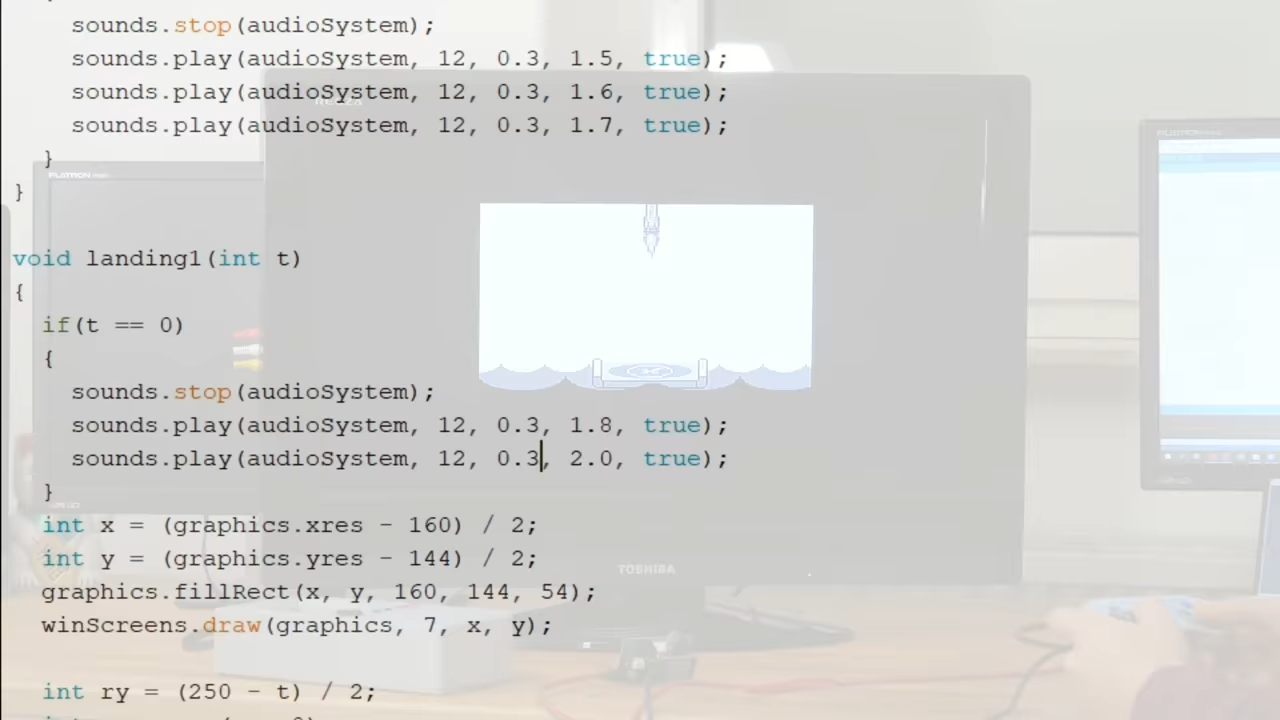 sounds.stop(audioSystem);
sounds.play(audioSystem, 12, 0.3, 1.5, true);
sounds.play(audioSystem, 12, 0.3, 1.6, true);
sounds.play(audioSystem, 12, 0.3, 1.7, true);
}
}
void landing1(int t)
{
if(t == 0)
{
sounds.stop(audioSystem);
sounds.play(audioSystem, 12, 0.3, 1.8, true);
sounds.play(audioSystem, 12, 0.3, 2.0, true);
}
int x = (graphics.xres - 160) / 2;
int y = (graphics.yres - 144) / 2;
graphics.fillRect(x, y, 160, 144, 54);
winScreens.draw(graphics, 7, x, y);
int ry = (250 - t) / 2;
REGZA
FLATRON
FLATRON
TOSHIBA